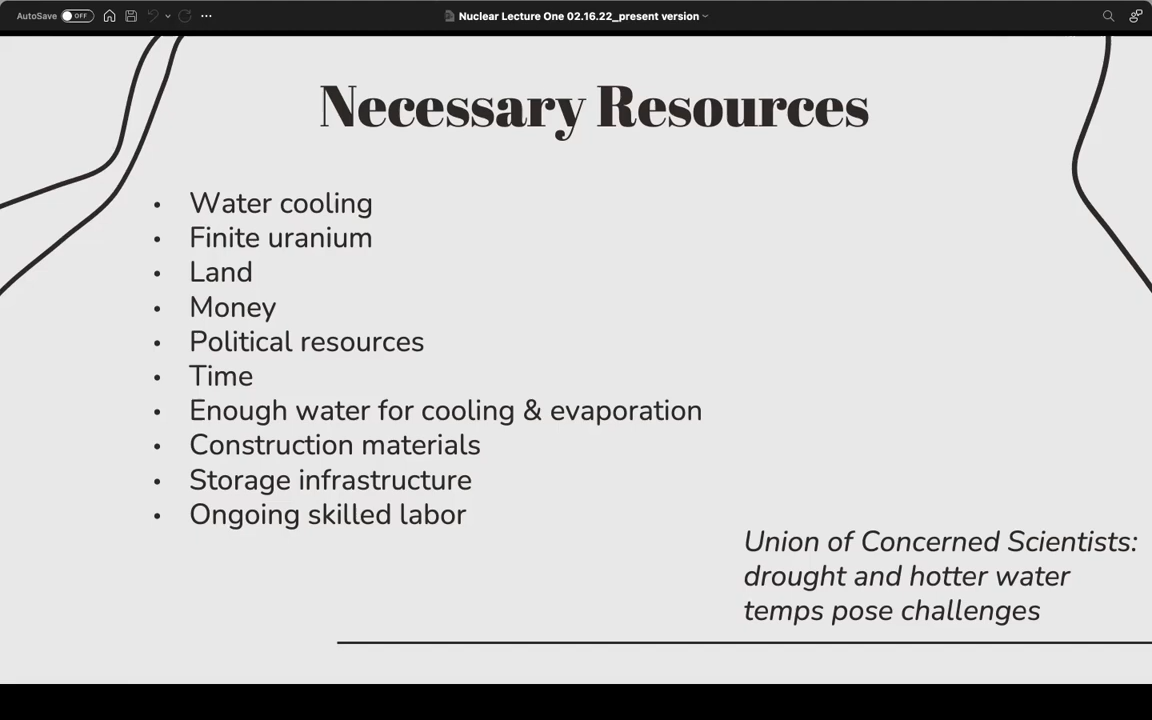 AutoSave OFF
Nuclear Lecture One 02.16.22_present version
Necessary Resources
• Water cooling
• Finite uranium
• Land
• Money
• Political resources
• Time
• Enough water for cooling & evaporation
• Construction materials
• Storage infrastructure
• Ongoing skilled labor
Union of Concerned Scientists:
drought and hotter water
temps pose challenges